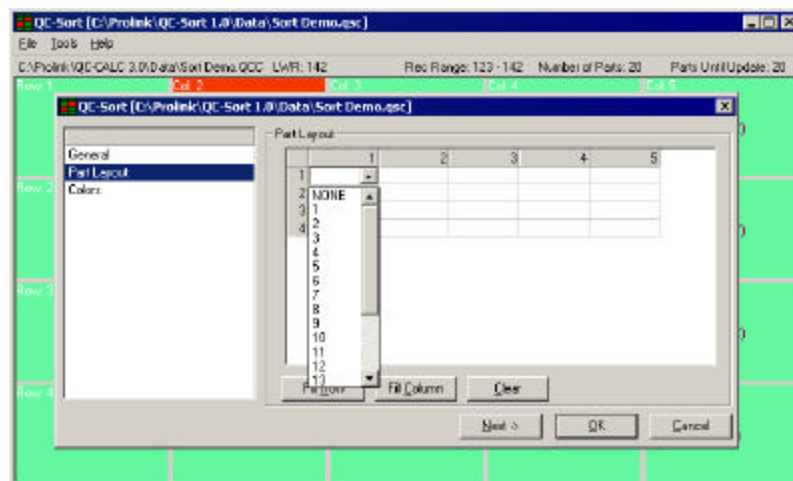 QC-Sort [C:\Prolink\QC-Sort 1.0\Data\Sort Demo.qsc]
File Tools Help
C:\Prolink\QC-CALC 3.0\Data\Sort Demo.QCC LWR: 142 Rec Range: 123 - 142 Number of Parts: 20 Parts Until Update: 20
Row: 1 Col: 2 Col: 3 Col: 4 Col: 5
QC-Sort [C:\Prolink\QC-Sort 1.0\Data\Sort Demo.qsc]
Part Layout
General
Part Layout
Colors
1 2 3 4 5
1
2
3
4
NONE
1
2
3
4
5
6
7
8
9
10
11
12
13
Row: 2
Row: 3
Row: 4
Fill Row Fill Column Clear
Next -> OK Cancel